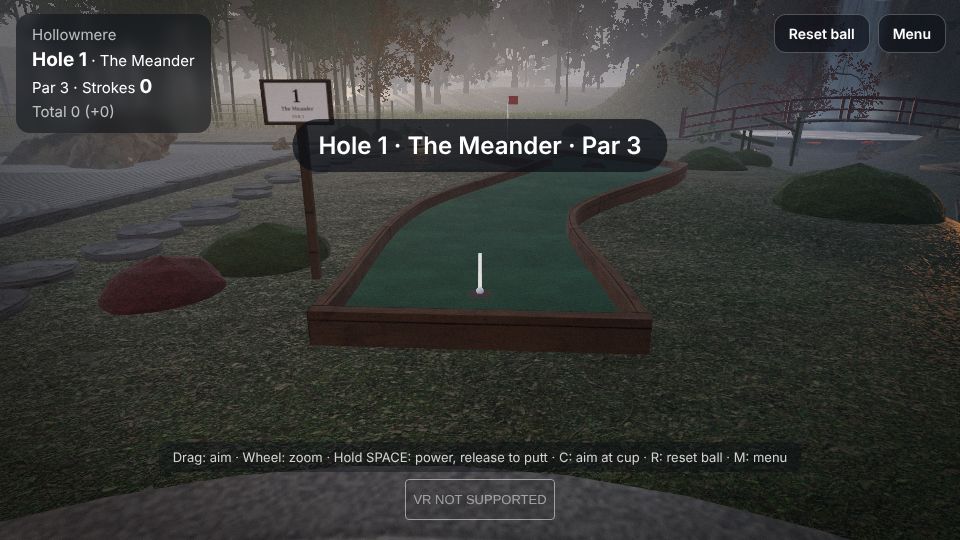 Hollowmere
Hole 1 · The Meander
Par 3 · Strokes 0
Total 0 (+0)
Reset ball
Menu
1
The Meander
Hole 1 · The Meander · Par 3
Drag: aim · Wheel: zoom · Hold SPACE: power, release to putt · C: aim at cup · R: reset ball · M: menu
VR NOT SUPPORTED